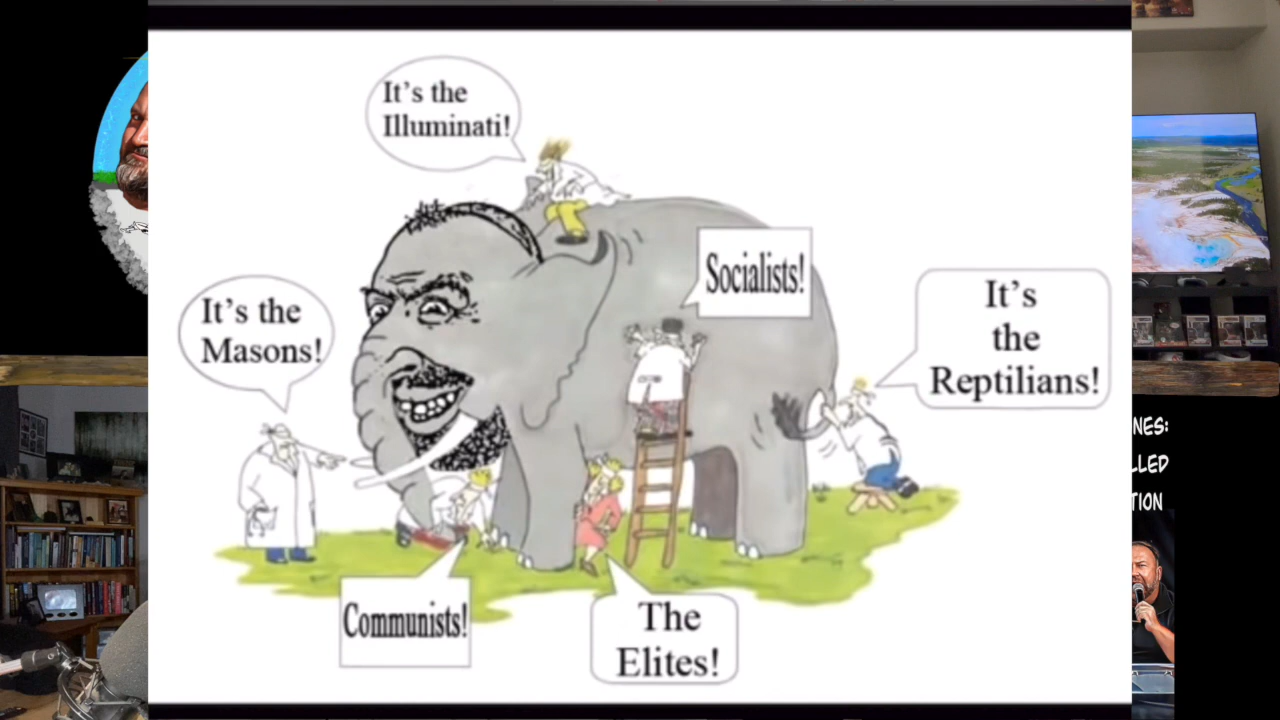 It's the
Illuminati!
Socialists!
It's the
Masons!
It's
the
Reptilians!
Communists!
The
Elites!
NES:
LLED
TION